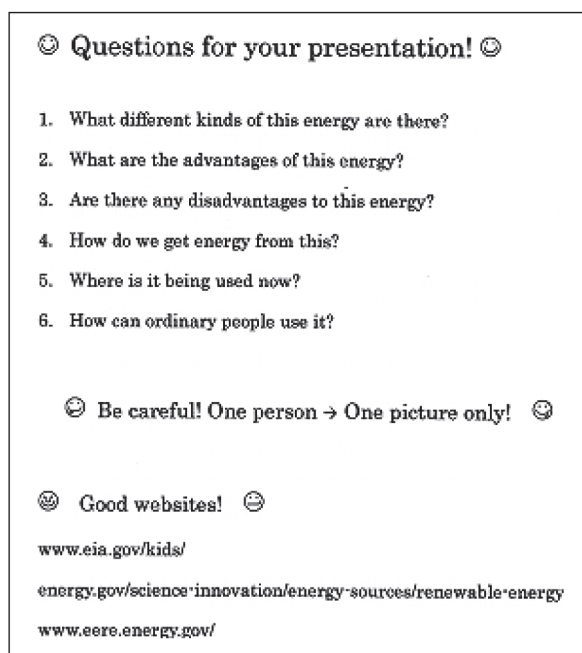 ☺ Questions for your presentation! ☺
1. What different kinds of this energy are there?
2. What are the advantages of this energy?
3. Are there any disadvantages to this energy?
4. How do we get energy from this?
5. Where is it being used now?
6. How can ordinary people use it?
☺ Be careful! One person → One picture only! ☺
Good websites!
www.eia.gov/kids/
energy.gov/science-innovation/energy-sources/renewable-energy
www.eere.energy.gov/